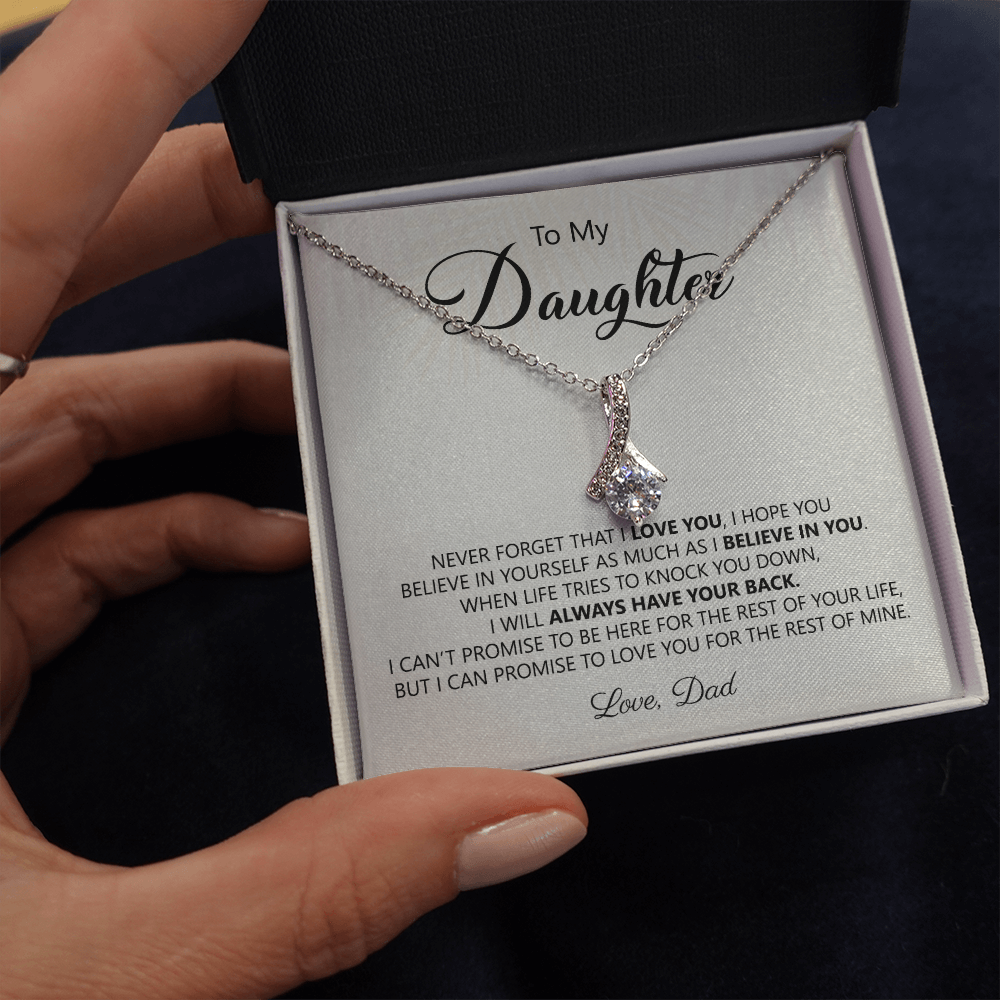 To My
Daughter
NEVER FORGET THAT I LOVE YOU, I HOPE YOU
BELIEVE IN YOURSELF AS MUCH AS I BELIEVE IN YOU.
WHEN LIFE TRIES TO KNOCK YOU DOWN,
I WILL ALWAYS HAVE YOUR BACK.
I CAN'T PROMISE TO BE HERE FOR THE REST OF YOUR LIFE,
BUT I CAN PROMISE TO LOVE YOU FOR THE REST OF MINE.
Love, Dad